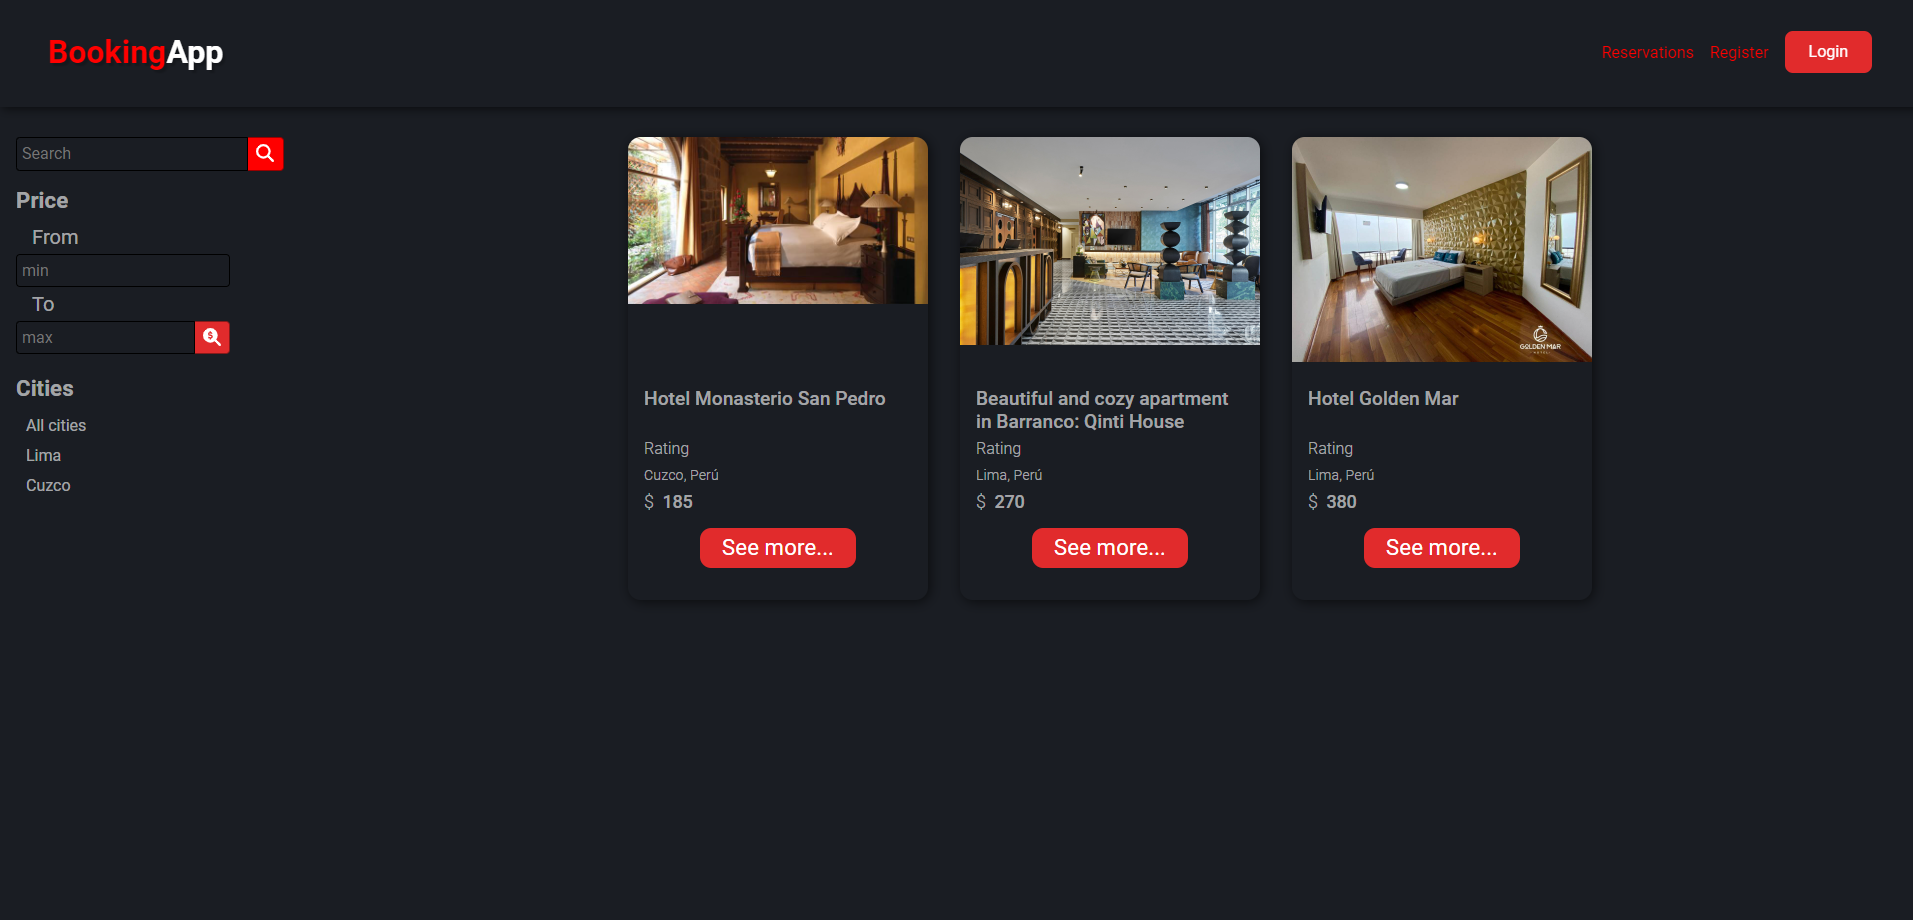 BookingApp
Reservations
Register
Login
Search
Price
From
min
To
max
Cities
All cities
Lima
Cuzco
Hotel Monasterio San Pedro
Rating
Cuzco, Perú
$ 185
See more...
Beautiful and cozy apartment
in Barranco: Qinti House
Rating
Lima, Perú
$ 270
See more...
GOLDEN MAR
HOTEL
Hotel Golden Mar
Rating
Lima, Perú
$ 380
See more...